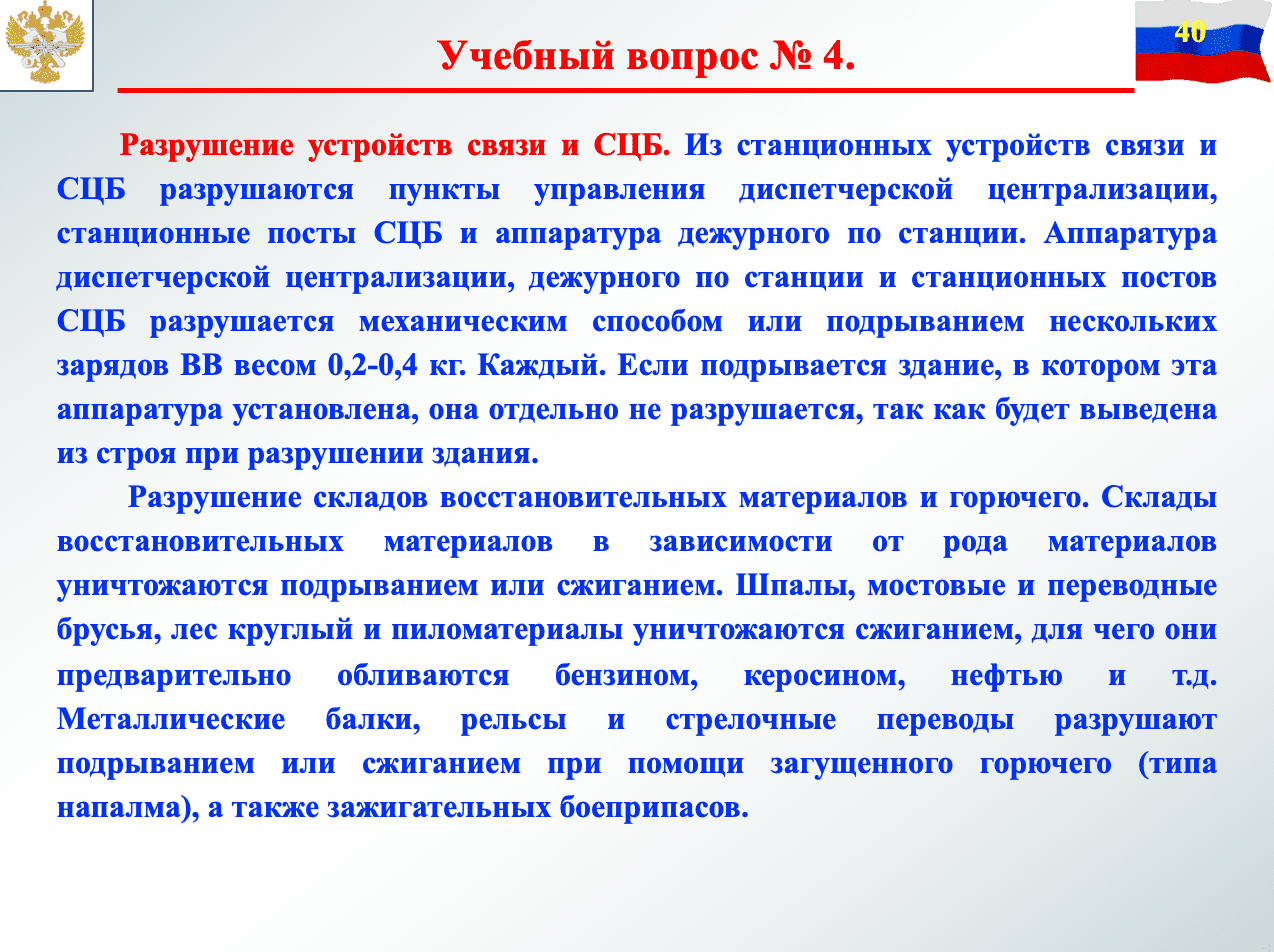 40
Учебный вопрос № 4.
Разрушение устройств связи и СЦБ. Из станционных устройств связи и
СЦБ разрушаются пункты управления диспетчерской централизации,
станционные посты СЦБ и аппаратура дежурного по станции. Аппаратура
диспетчерской централизации, дежурного по станции и станционных постов
СЦБ разрушается механическим способом или подрыванием нескольких
зарядов ВВ весом 0,2-0,4 кг. Каждый. Если подрывается здание, в котором эта
аппаратура установлена, она отдельно не разрушается, так как будет выведена
из строя при разрушении здания.
Разрушение складов восстановительных материалов и горючего. Склады
восстановительных материалов в зависимости от рода материалов
уничтожаются подрыванием или сжиганием. Шпалы, мостовые и переводные
брусья, лес круглый и пиломатериалы уничтожаются сжиганием, для чего они
предварительно обливаются бензином, керосином, нефтью и т.д.
Металлические балки, рельсы и стрелочные переводы разрушают
подрыванием или сжиганием при помощи загущенного горючего (типа
напалма), а также зажигательных боеприпасов.